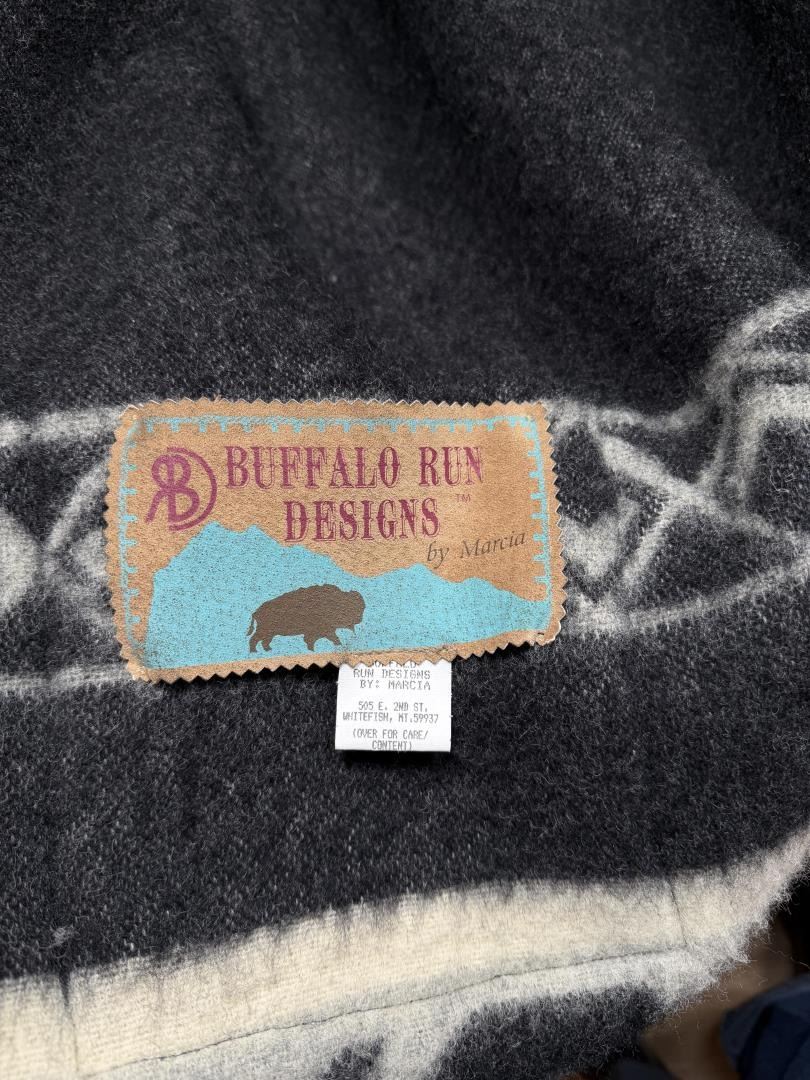 RB
BUFFALO RUN
DESIGNS™
by Marcia
BUFFALO
RUN DESIGNS
BY: MARCIA
505 E. 2ND ST.
WHITEFISH, MT.59937
(OVER FOR CARE/
CONTENT)